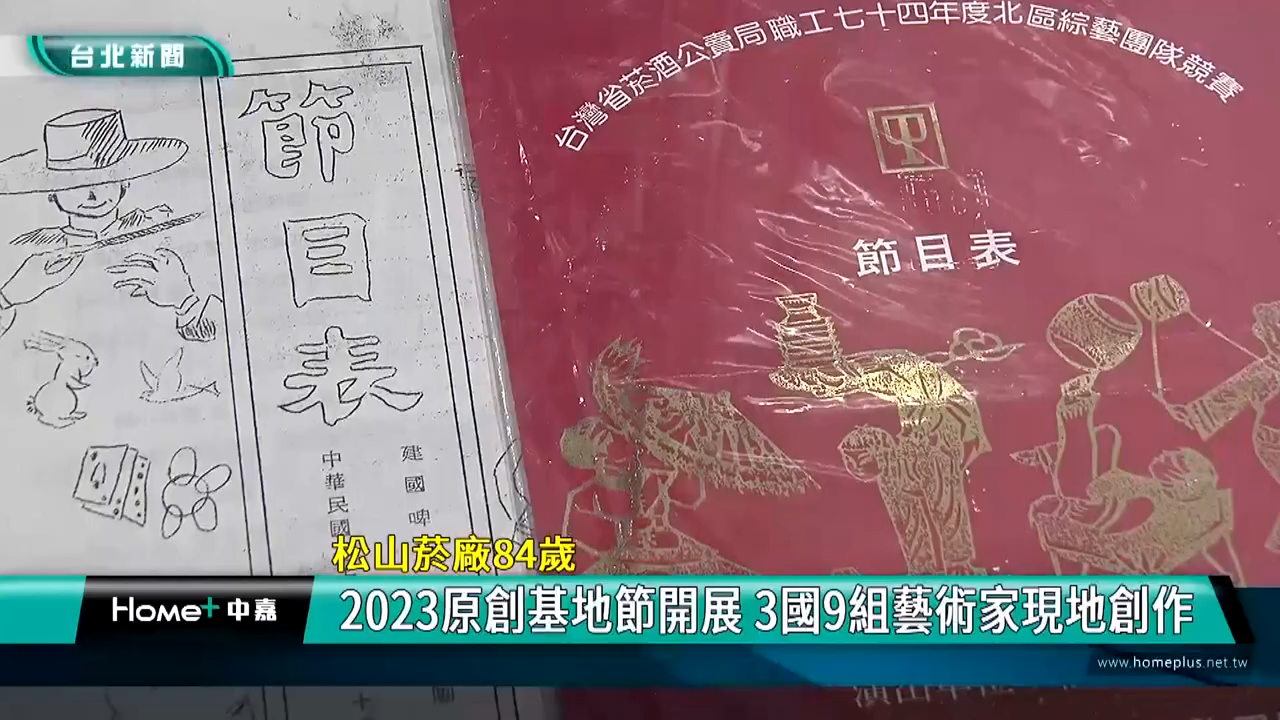 台北新聞
台灣省菸酒公賣局職工七十四年度北區綜藝團隊競賽
節目表
節目表
建國啤
中華民國
松山菸廠84歲
Home+ 中嘉
2023原創基地節開展 3國9組藝術家現地創作
www.homeplus.net.tw